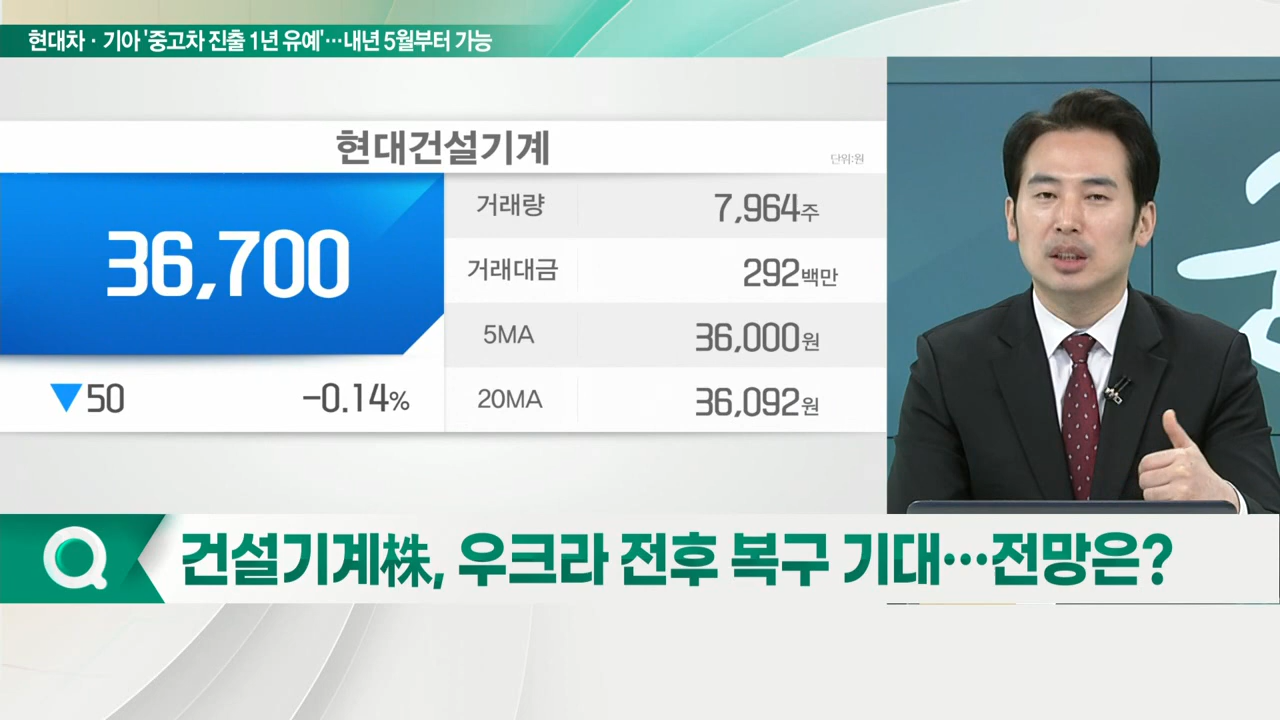 현대차·기아 '중고차 진출 1년 유예'…내년 5월부터 가능
현대건설기계
단위:원
36,700
▼50 -0.14%
거래량 7,964주
거래대금 292백만
5MA 36,000원
20MA 36,092원
건설기계株, 우크라 전후 복구 기대…전망은?